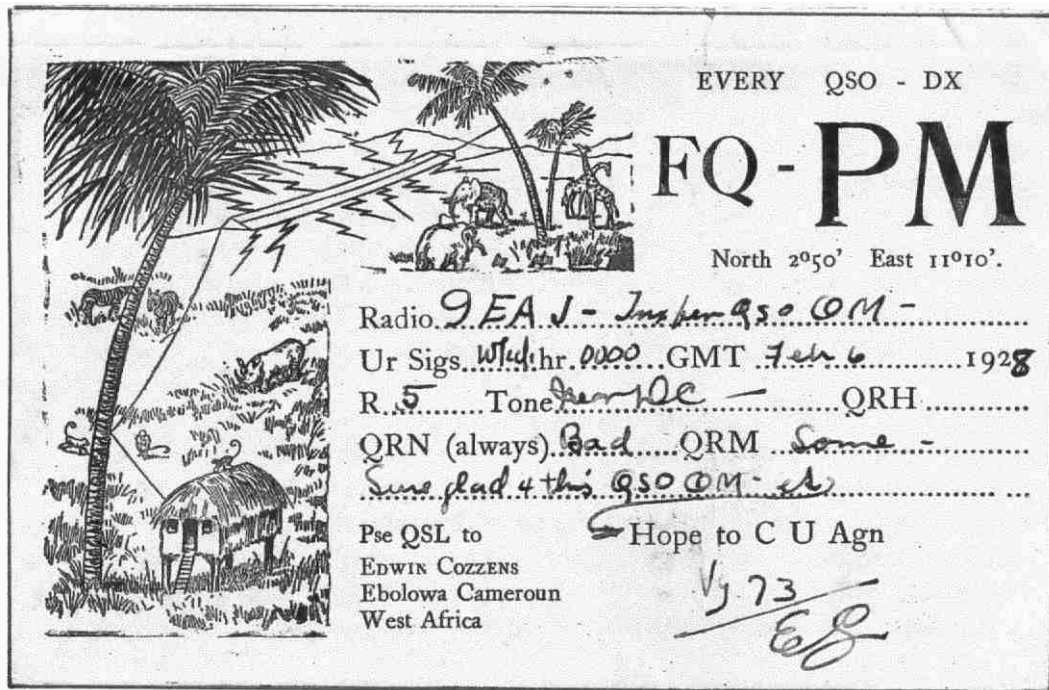 EVERY QSO - DX
FQ - PM
North 2°50' East 11°10'.
Radio 9EAJ - QSO OM -
Ur Sigs Wkd hr 0000 GMT Feb 6 1928
R 5 Tone DC - QRH
QRN (always) Bad QRM Some -
Sure glad 4 this QSO OM -
Pse QSL to
Hope to C U Agn
EDWIN COZZENS
Ebolowa Cameroun
West Africa
Vy 73